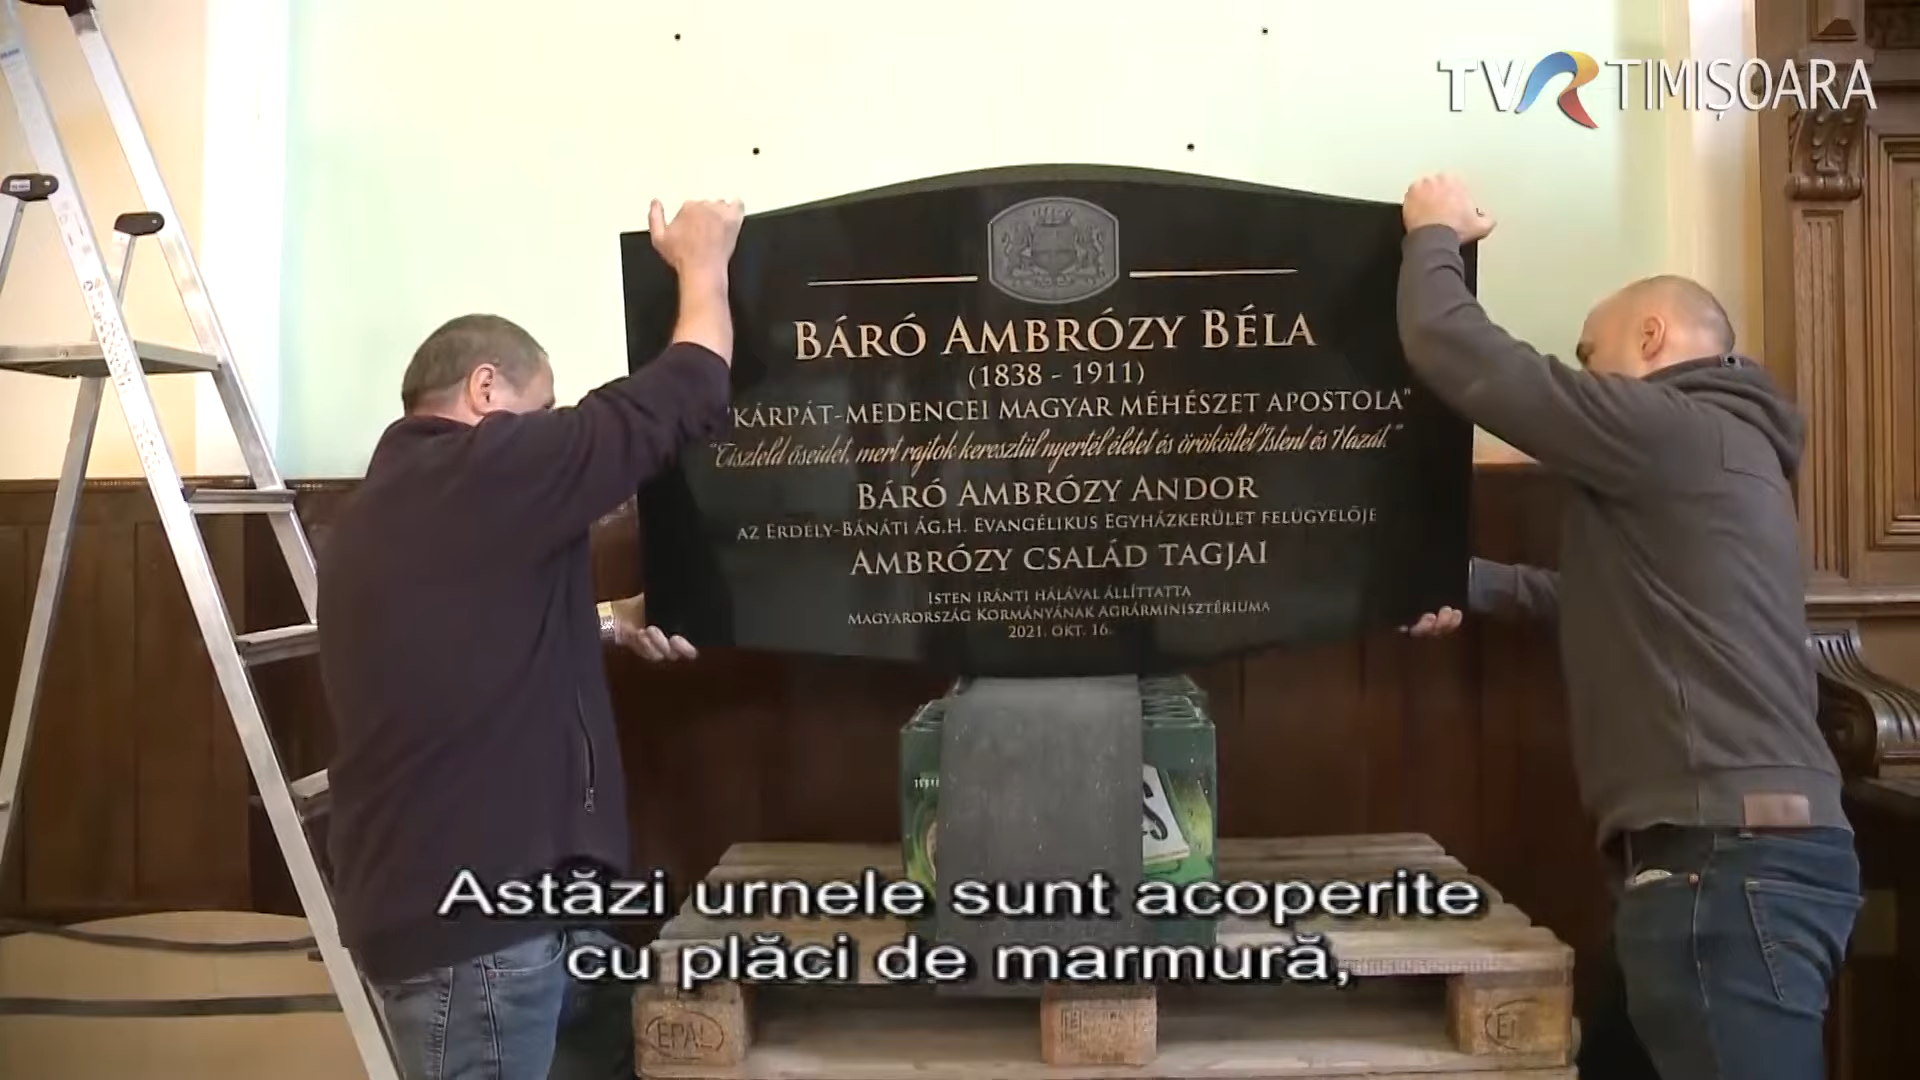 TVR TIMIȘOARA
BÁRÓ AMBRÓZY BÉLA
(1838 - 1911)
"KÁRPÁT-MEDENCEI MAGYAR MÉHÉSZET APOSTOLA"
"Tiszteld őseidet, mert rajtok keresztül nyertél életet és örököltél Istent és Hazát."
BÁRÓ AMBRÓZY ANDOR
AZ ERDÉLY-BÁNÁTI ÁG.H. EVANGÉLIKUS EGYHÁZKERÜLET FELÜGYELŐJE
AMBRÓZY CSALÁD TAGJAI
ISTEN IRÁNTI HÁLÁVAL ÁLLÍTTATTA
MAGYARORSZÁG KORMÁNYÁNAK AGRÁRMINISZTÉRIUMA
2021. OKT. 16.
Astăzi urnele sunt acoperite
cu plăci de marmură,
EPAL